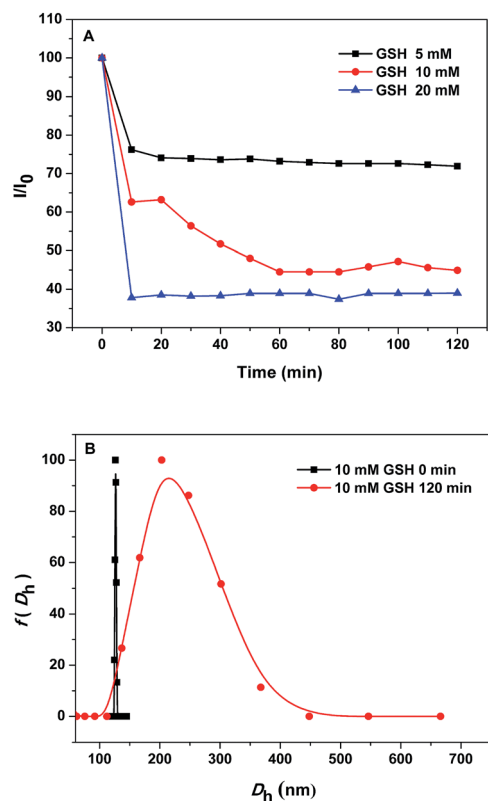 A
GSH 5 mM
GSH 10 mM
GSH 20 mM
I/I0
110
100
90
80
70
60
50
40
30
0 20 40 60 80 100 120
Time (min)
B
10 mM GSH 0 min
10 mM GSH 120 min
f(Dh)
100
80
60
40
20
0
100 200 300 400 500 600 700
Dh (nm)